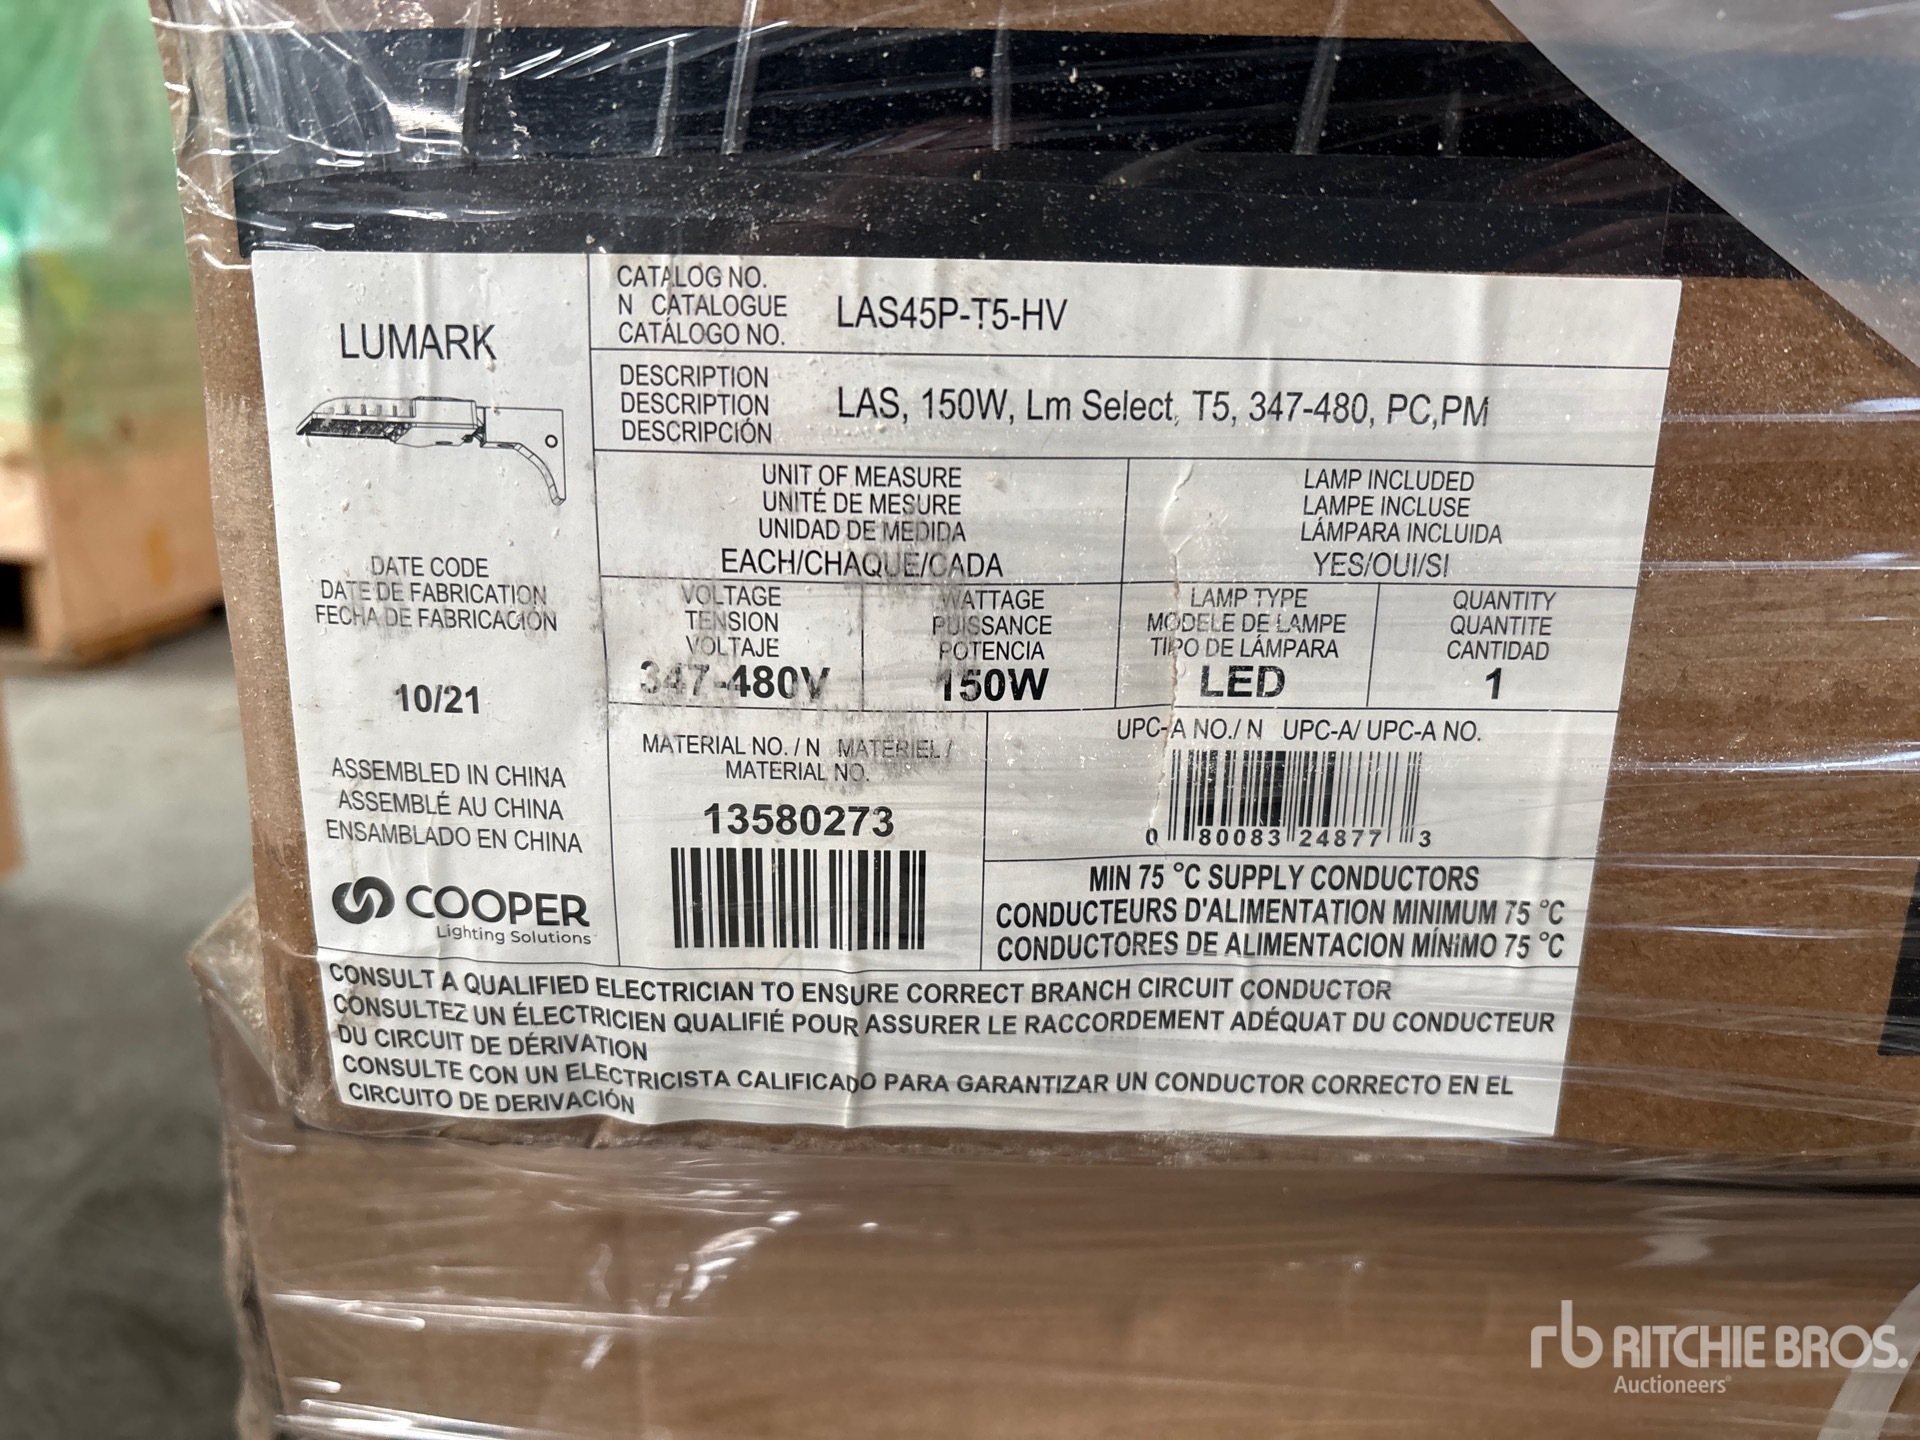 LUMARK
CATALOG NO.
N CATALOGUE
CATÁLOGO NO.
LAS45P-T5-HV
DESCRIPTION
DESCRIPTION
DESCRIPCIÓN
LAS, 150W, Lm Select, T5, 347-480, PC,PM
UNIT OF MEASURE
UNITÉ DE MESURE
UNIDAD DE MEDIDA
EACH/CHAQUE/CADA
LAMP INCLUDED
LAMPE INCLUSE
LÁMPARA INCLUIDA
YES/OUI/SI
DATE CODE
DATE DE FABRICATION
FECHA DE FABRICACIÓN
10/21
VOLTAGE
TENSION
VOLTAJE
347-480V
WATTAGE
PUISSANCE
POTENCIA
150W
LAMP TYPE
MODELE DE LAMPE
TIPO DE LÁMPARA
LED
QUANTITY
QUANTITE
CANTIDAD
1
ASSEMBLED IN CHINA
ASSEMBLÉ AU CHINA
ENSAMBLADO EN CHINA
COOPER
Lighting Solutions
MATERIAL NO. / N MATERIEL /
MATERIAL NO.
13580273
UPC-A NO./ N UPC-A/ UPC-A NO.
0 80083 24877 3
MIN 75 °C SUPPLY CONDUCTORS
CONDUCTEURS D'ALIMENTATION MINIMUM 75 °C
CONDUCTORES DE ALIMENTACION MÍNIMO 75 °C
CONSULT A QUALIFIED ELECTRICIAN TO ENSURE CORRECT BRANCH CIRCUIT CONDUCTOR
CONSULTEZ UN ÉLECTRICIEN QUALIFIÉ POUR ASSURER LE RACCORDEMENT ADÉQUAT DU CONDUCTEUR
DU CIRCUIT DE DÉRIVATION
CONSULTE CON UN ELECTRICISTA CALIFICADO PARA GARANTIZAR UN CONDUCTOR CORRECTO EN EL
CIRCUITO DE DERIVACIÓN
rb RITCHIE BROS.
Auctioneers